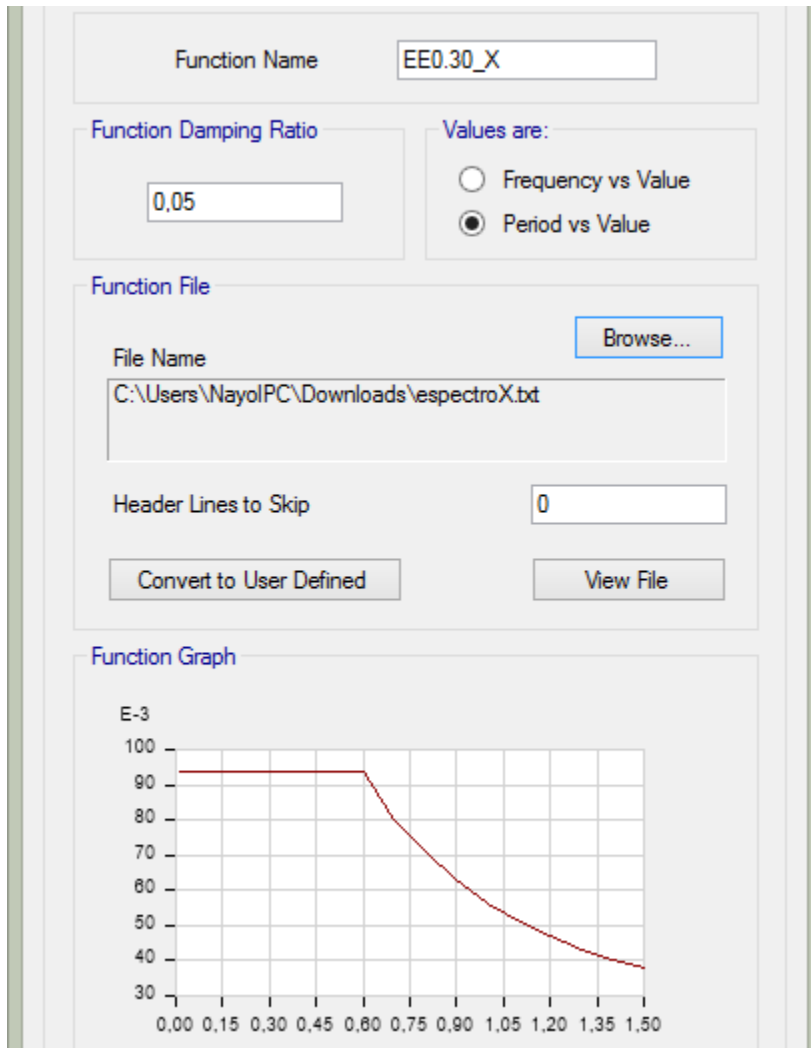 Function Name EE0.30_X
Function Damping Ratio
0,05
Values are:
Frequency vs Value
Period vs Value
Function File
Browse...
File Name
C:\Users\NayolPC\Downloads\espectroX.txt
Header Lines to Skip 0
Convert to User Defined View File
Function Graph
E-3
100
90
80
70
60
50
40
30
0,00 0,15 0,30 0,45 0,60 0,75 0,90 1,05 1,20 1,35 1,50